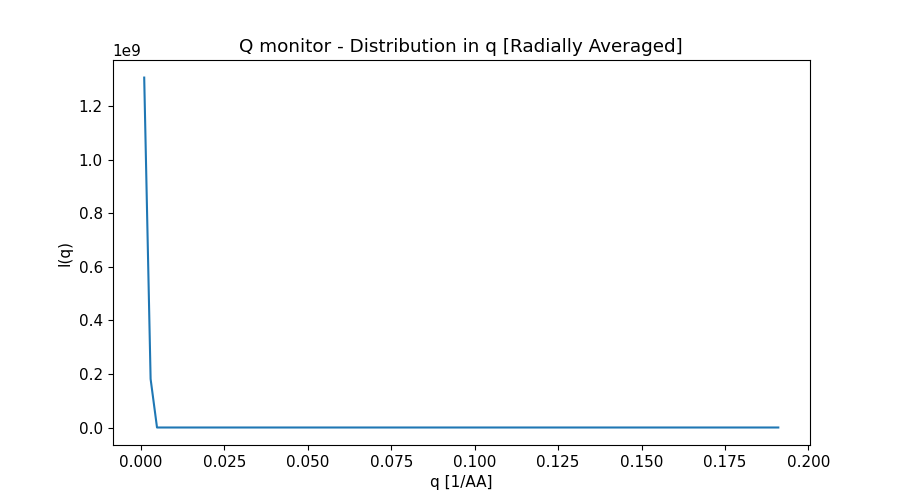 Q monitor - Distribution in q [Radially Averaged]
1e9
1.2
1.0
0.8
0.6
0.4
0.2
0.0
I(q)
0.000 0.025 0.050 0.075 0.100 0.125 0.150 0.175 0.200
q [1/AA]